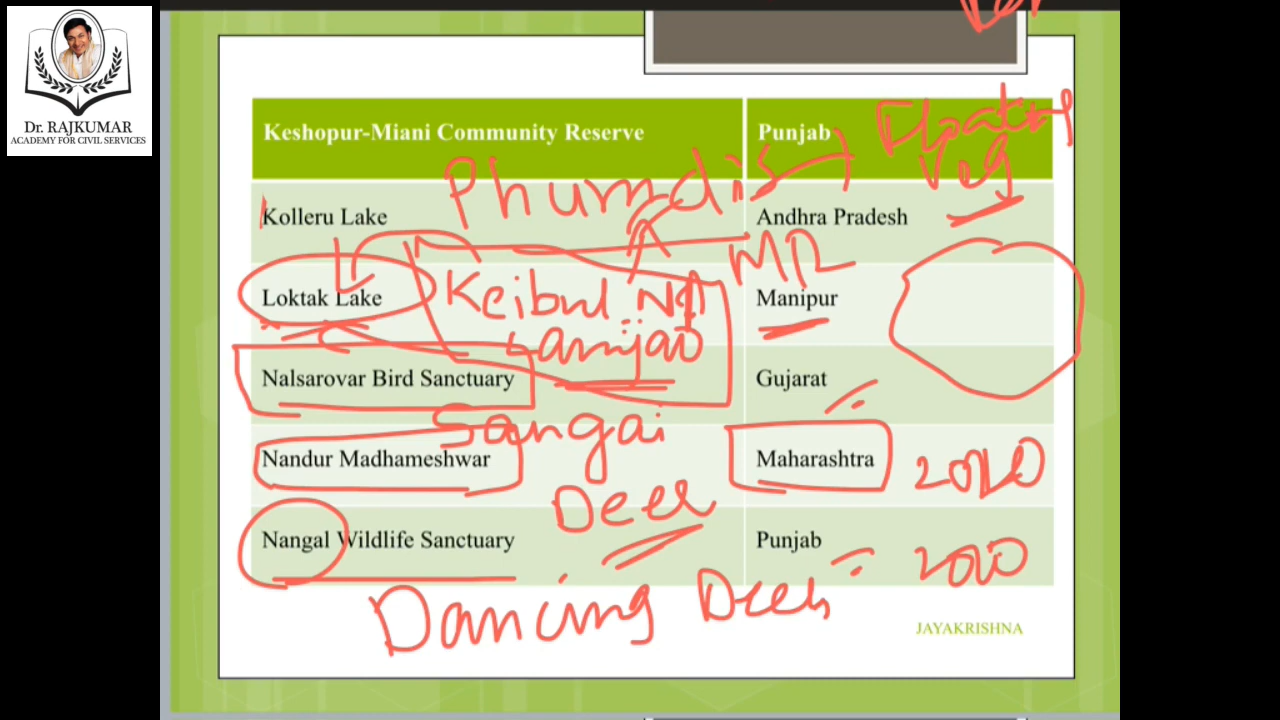 Dr. RAJKUMAR
ACADEMY FOR CIVIL SERVICES
Keshopur-Miani Community Reserve Punjab
Floating
Veg
Phumdis
Kolleru Lake Andhra Pradesh
Loktak Lake Keibul NP Manipur
Lamjao
Nalsarovar Bird Sanctuary Gujarat
Sangai
Nandur Madhameshwar Maharashtra
Deer
Nangal Wildlife Sanctuary Punjab
Dancing Deer
JAYAKRISHNA